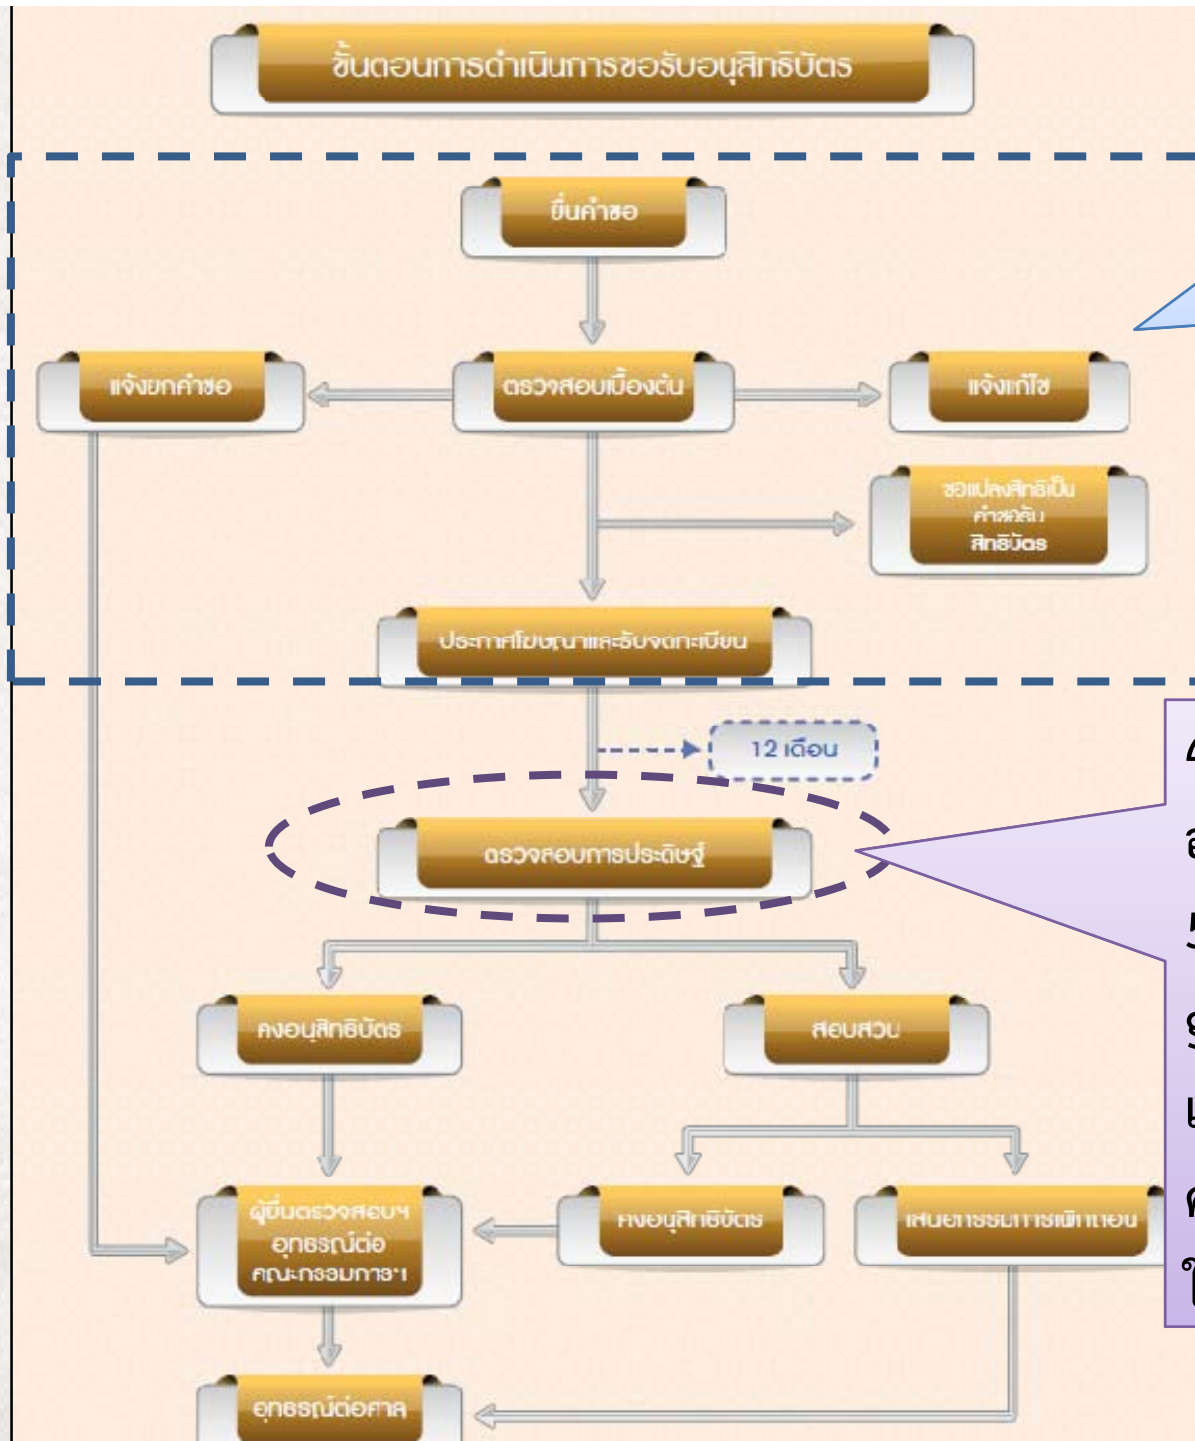 ขั้นตอนการดำเนินการขอรับอนุสิทธิบัตร
ยื่นคำขอ
แจ้งยกคำขอ
ตรวจสอบเบื้องต้น
แจ้งแก้ไข
ขอแปลงสิทธิเป็น
คำขอรับ
สิทธิบัตร
ประกาศโฆษณาและรับจดทะเบียน
12 เดือน
ตรวจสอบการประดิษฐ์
คงอนุสิทธิบัตร
สอบสวน
ผู้ยื่นตรวจสอบฯ
อุทธรณ์ต่อ
คณะกรรมการฯ
คงอนุสิทธิบัตร
เสนอกรรมการเพิกถอน
อุทธรณ์ต่อศาล